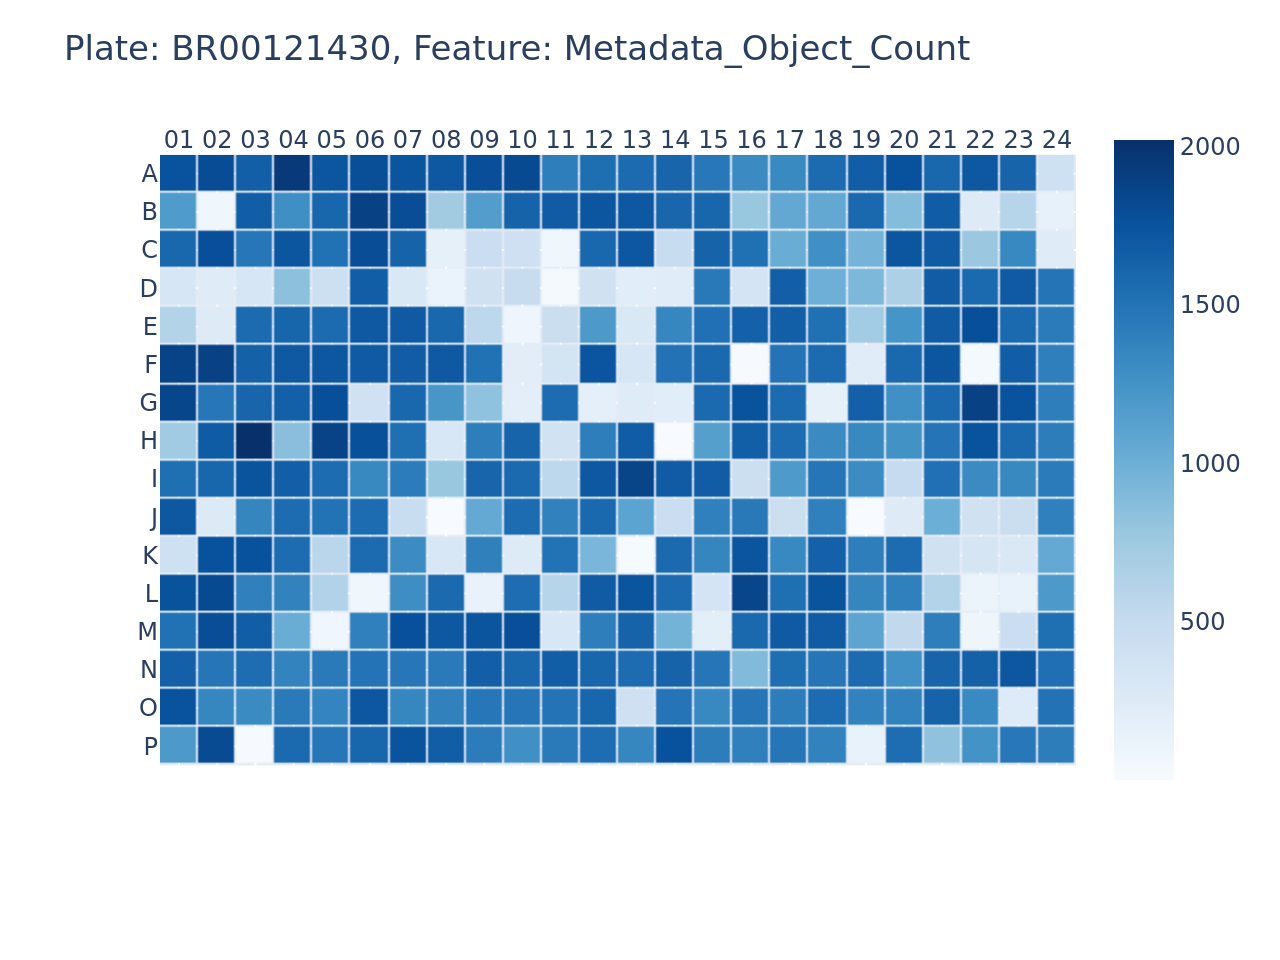 Plate: BR00121430, Feature: Metadata_Object_Count
01 02 03 04 05 06 07 08 09 10 11 12 13 14 15 16 17 18 19 20 21 22 23 24
A
B
C
D
E
F
G
H
I
J
K
L
M
N
O
P
2000
1500
1000
500